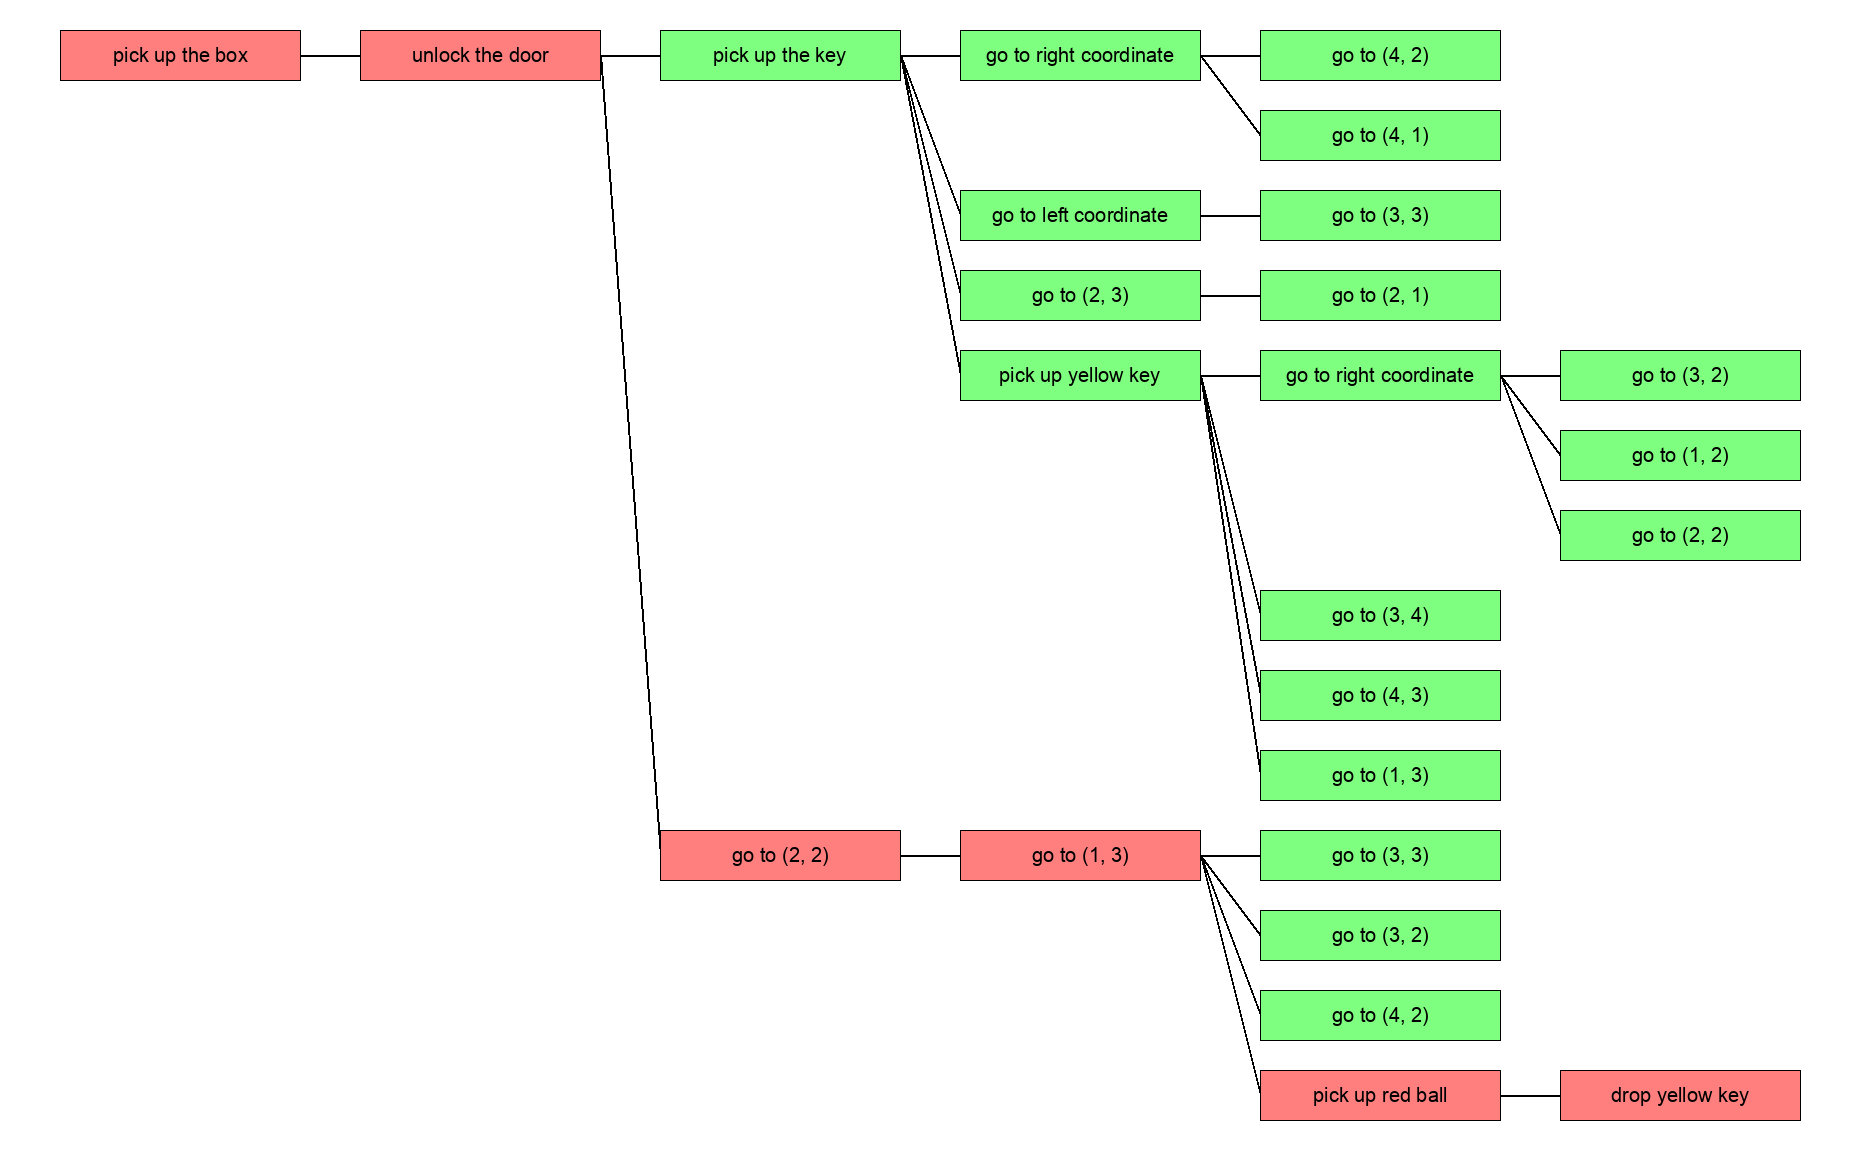 pick up the box
unlock the door
pick up the key
go to right coordinate
go to (4, 2)
go to (4, 1)
go to left coordinate
go to (3, 3)
go to (2, 3)
go to (2, 1)
pick up yellow key
go to right coordinate
go to (3, 2)
go to (1, 2)
go to (2, 2)
go to (3, 4)
go to (4, 3)
go to (1, 3)
go to (2, 2)
go to (1, 3)
go to (3, 3)
go to (3, 2)
go to (4, 2)
pick up red ball
drop yellow key